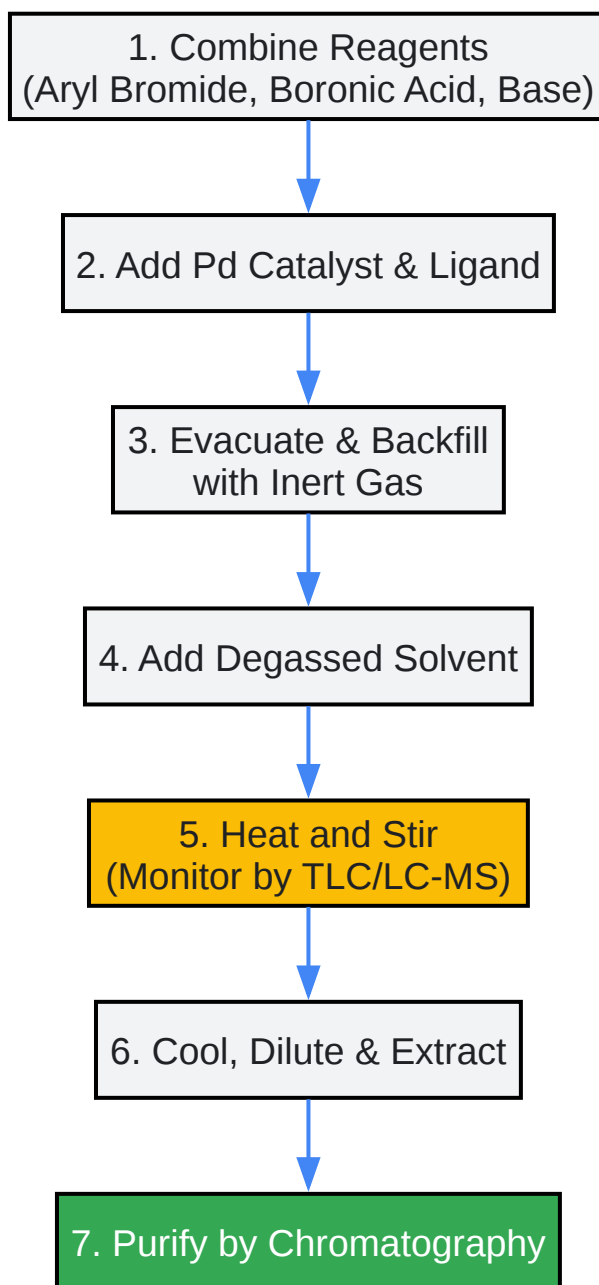 1. Combine Reagents
(Aryl Bromide, Boronic Acid, Base)
2. Add Pd Catalyst & Ligand
3. Evacuate & Backfill
with Inert Gas
4. Add Degassed Solvent
5. Heat and Stir
(Monitor by TLC/LC-MS)
6. Cool, Dilute & Extract
7. Purify by Chromatography